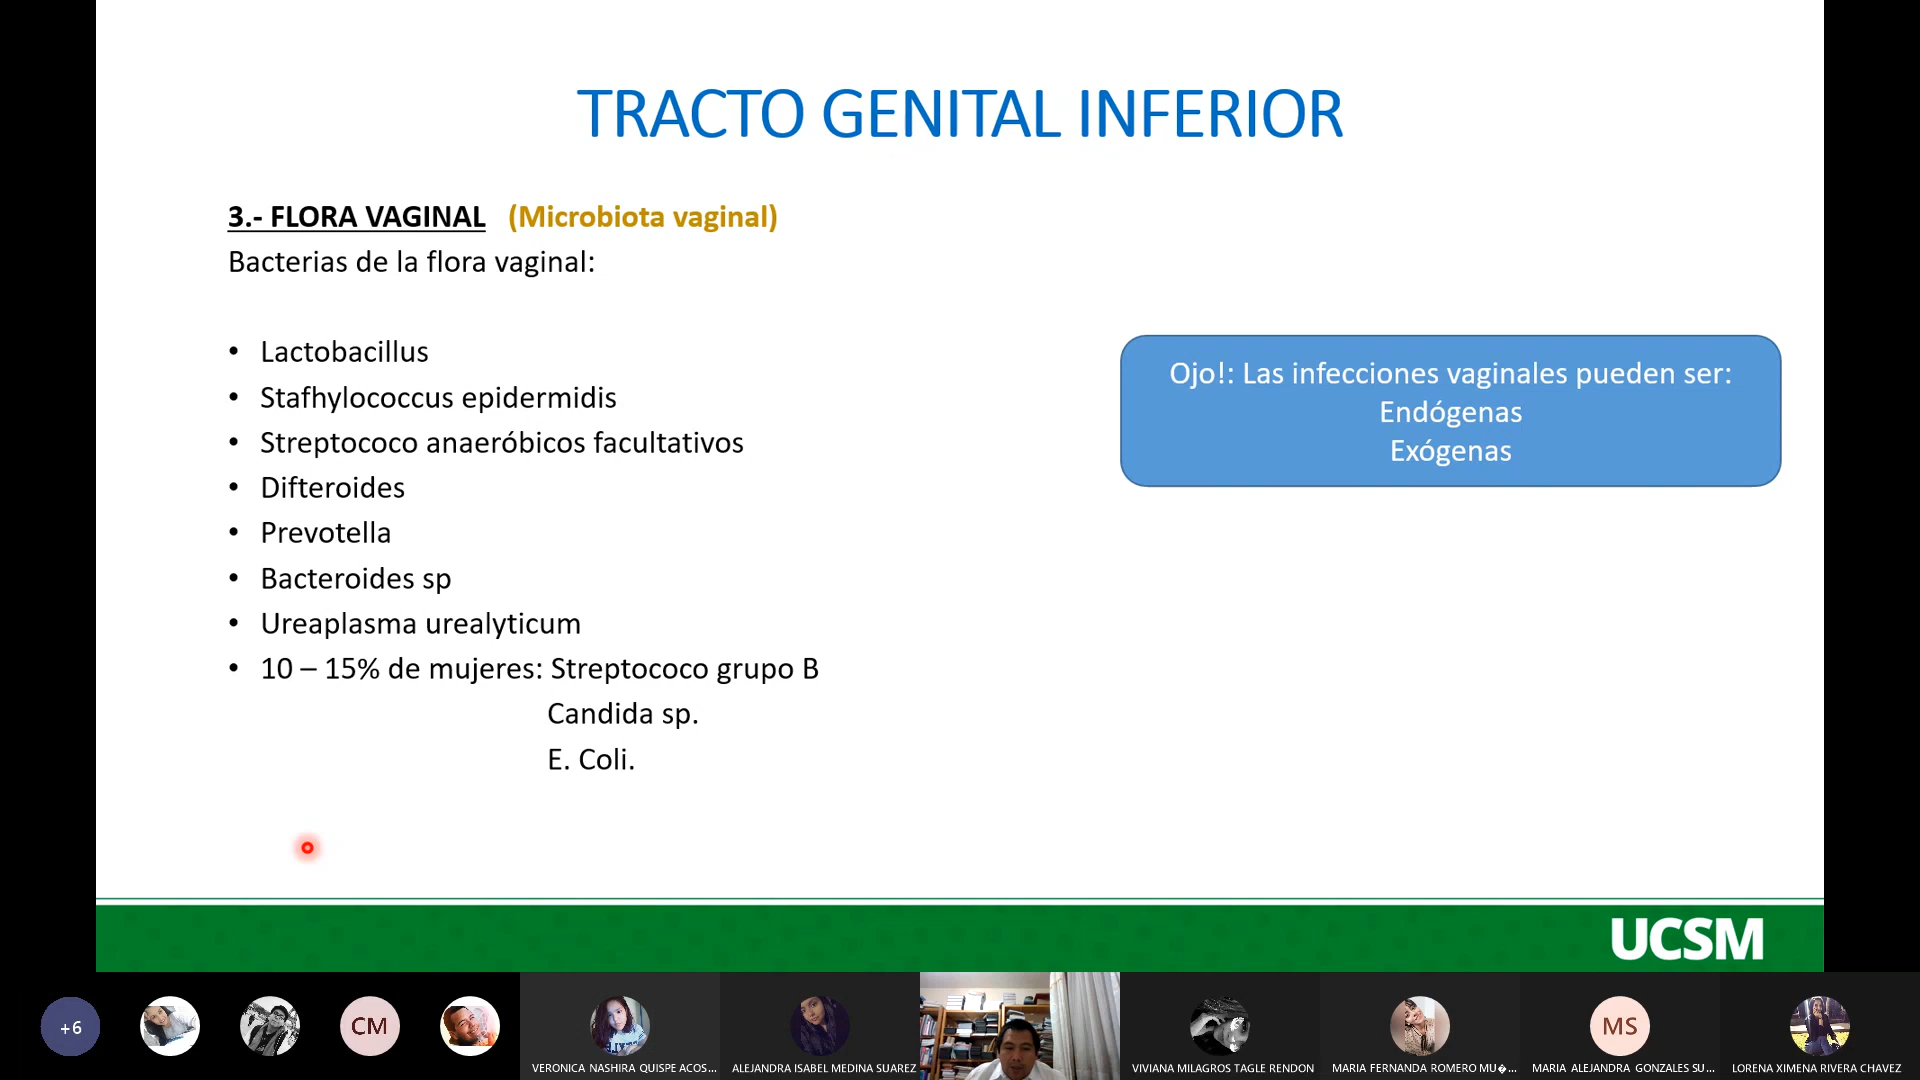 TRACTO GENITAL INFERIOR
3.- FLORA VAGINAL (Microbiota vaginal)
Bacterias de la flora vaginal:
• Lactobacillus
• Stafhylococcus epidermidis
• Streptococo anaeróbicos facultativos
• Difteroides
• Prevotella
• Bacteroides sp
• Ureaplasma urealyticum
• 10 – 15% de mujeres: Streptococo grupo B
Candida sp.
E. Coli.
Ojo!: Las infecciones vaginales pueden ser:
Endógenas
Exógenas
UCSM
+6
CM
MS
VERONICA NASHIRA QUISPE ACOS...
ALEJANDRA ISABEL MEDINA SUAREZ
VIVIANA MILAGROS TAGLE RENDON
MARIA FERNANDA ROMERO MU�...
MARIA ALEJANDRA GONZALES SU...
LORENA XIMENA RIVERA CHAVEZ